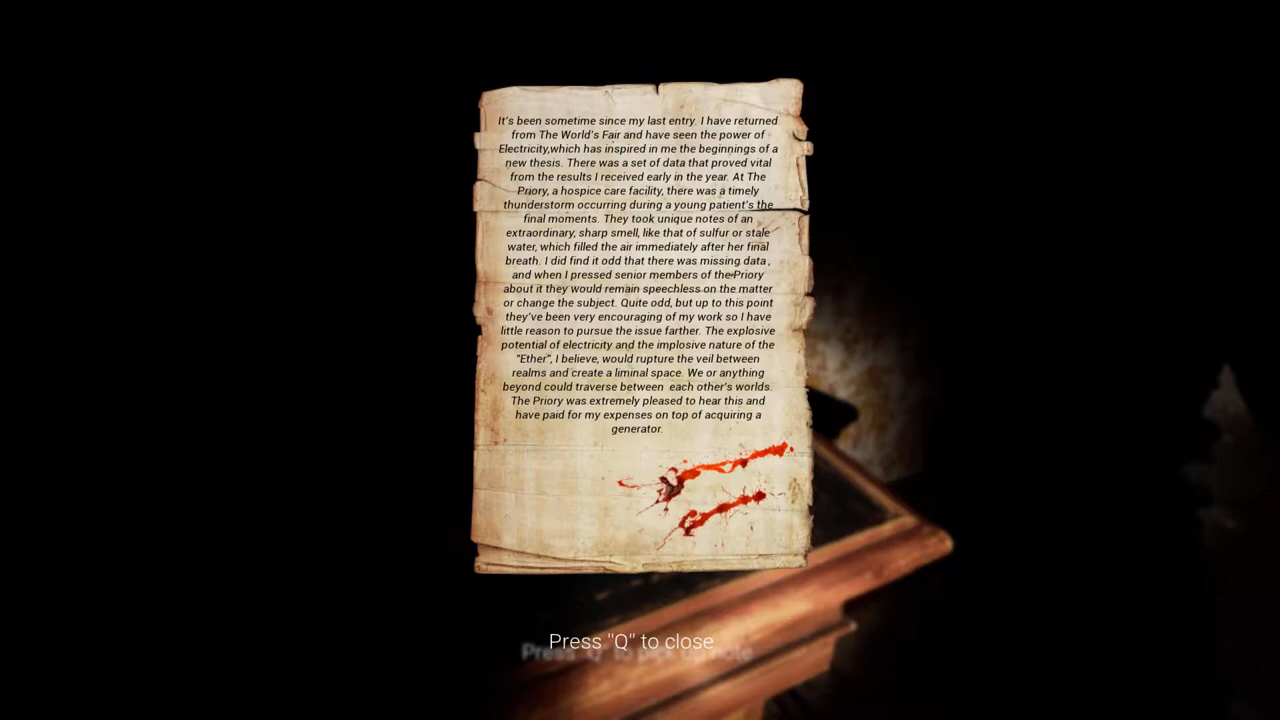 It's been sometime since my last entry. I have returned
from The World's Fair and have seen the power of
Electricity,which has inspired in me the beginnings of a
new thesis. There was a set of data that proved vital
from the results I received early in the year. At The
Priory, a hospice care facility, there was a timely
thunderstorm occurring during a young patient's the
final moments. They took unique notes of an
extraordinary, sharp smell, like that of sulfur or stale
water, which filled the air immediately after her final
breath. I did find it odd that there was missing data ,
and when I pressed senior members of the Priory
about it they would remain speechless on the matter
or change the subject. Quite odd, but up to this point
they've been very encouraging of my work so I have
little reason to pursue the issue farther. The explosive
potential of electricity and the implosive nature of the
"Ether", I believe, would rupture the veil between
realms and create a liminal space. We or anything
beyond could traverse between each other's worlds.
The Priory was extremely pleased to hear this and
have paid for my expenses on top of acquiring a
generator.
Press "Q" to close
Press "Q" to pick up note